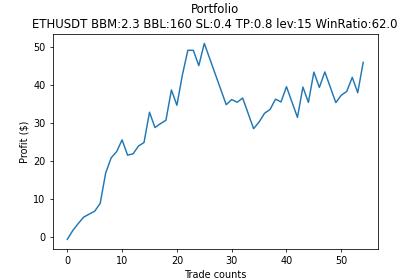 Portfolio
ETHUSDT BBM:2.3 BBL:160 SL:0.4 TP:0.8 lev:15 WinRatio:62.0
50
40
30
20
10
0
Profit ($)
0 10 20 30 40 50
Trade counts